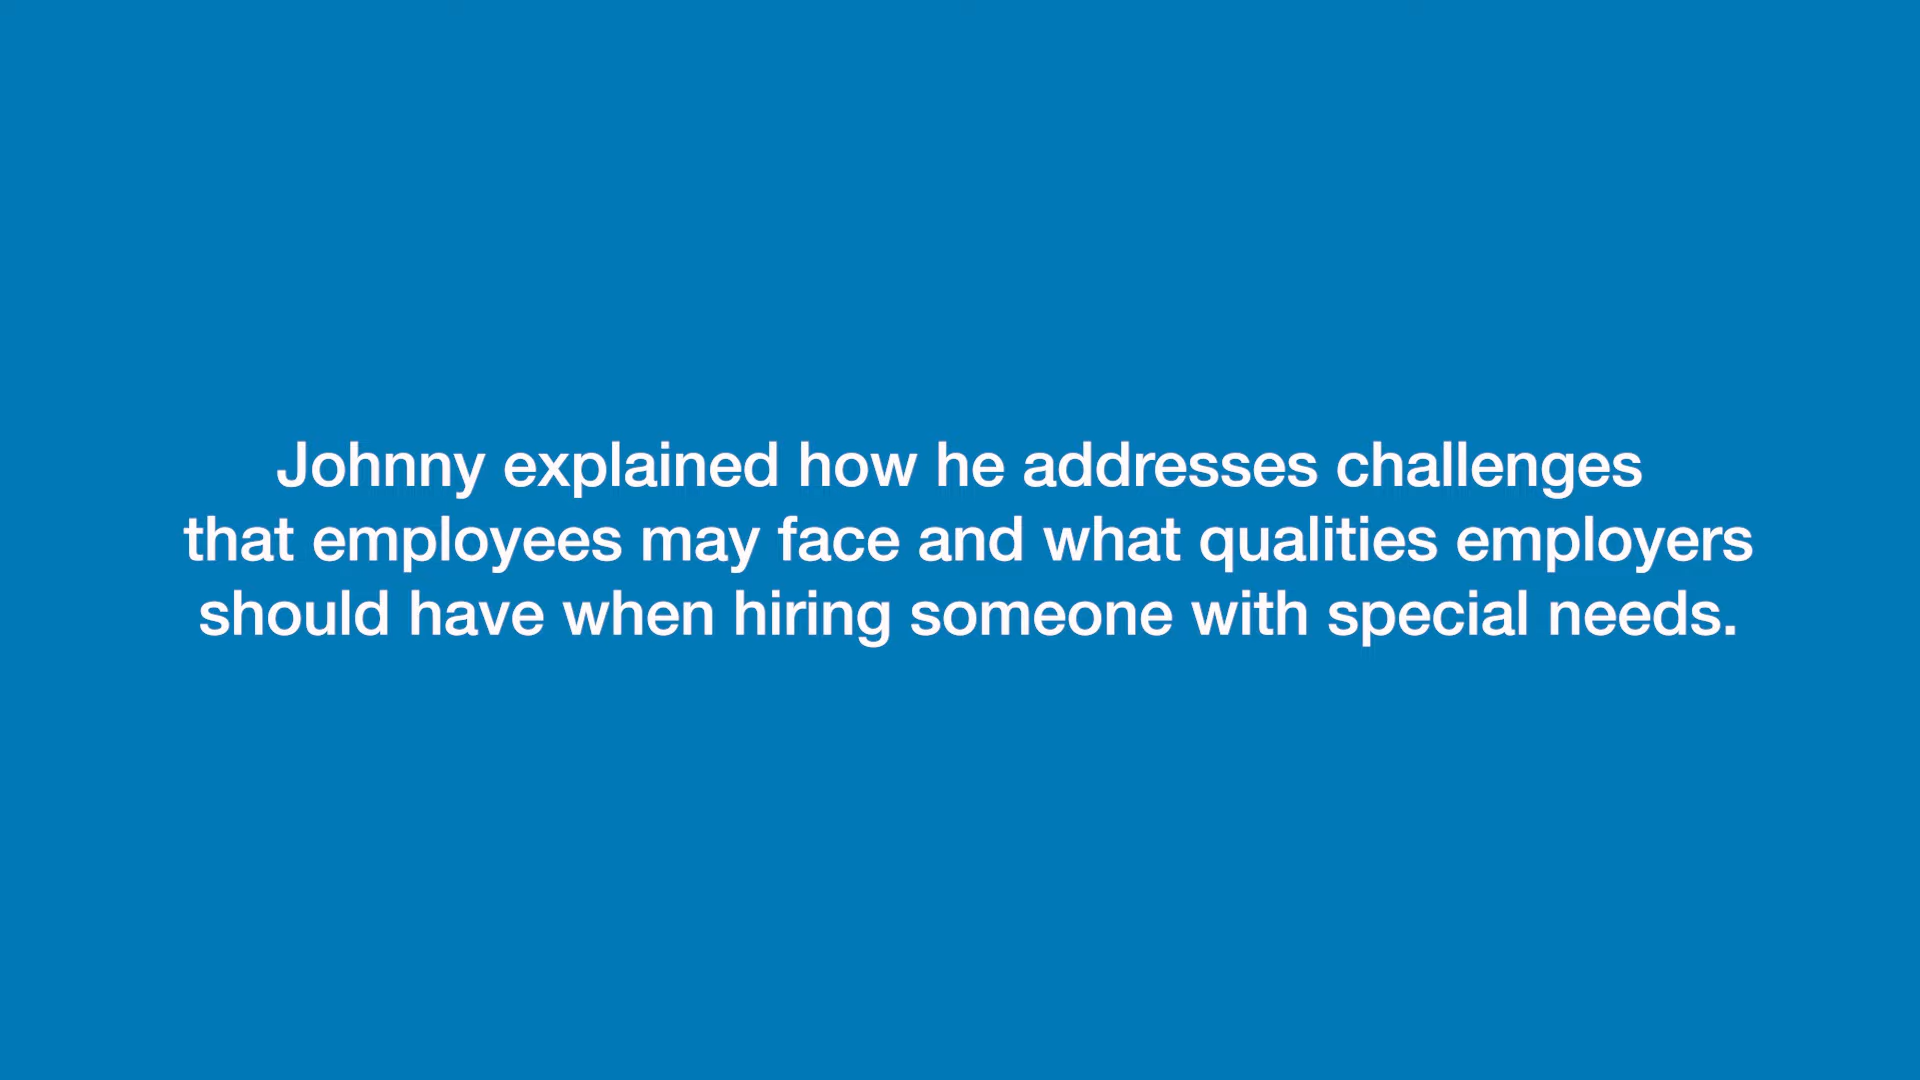 Johnny explained how he addresses challenges
that employees may face and what qualities employers
should have when hiring someone with special needs.